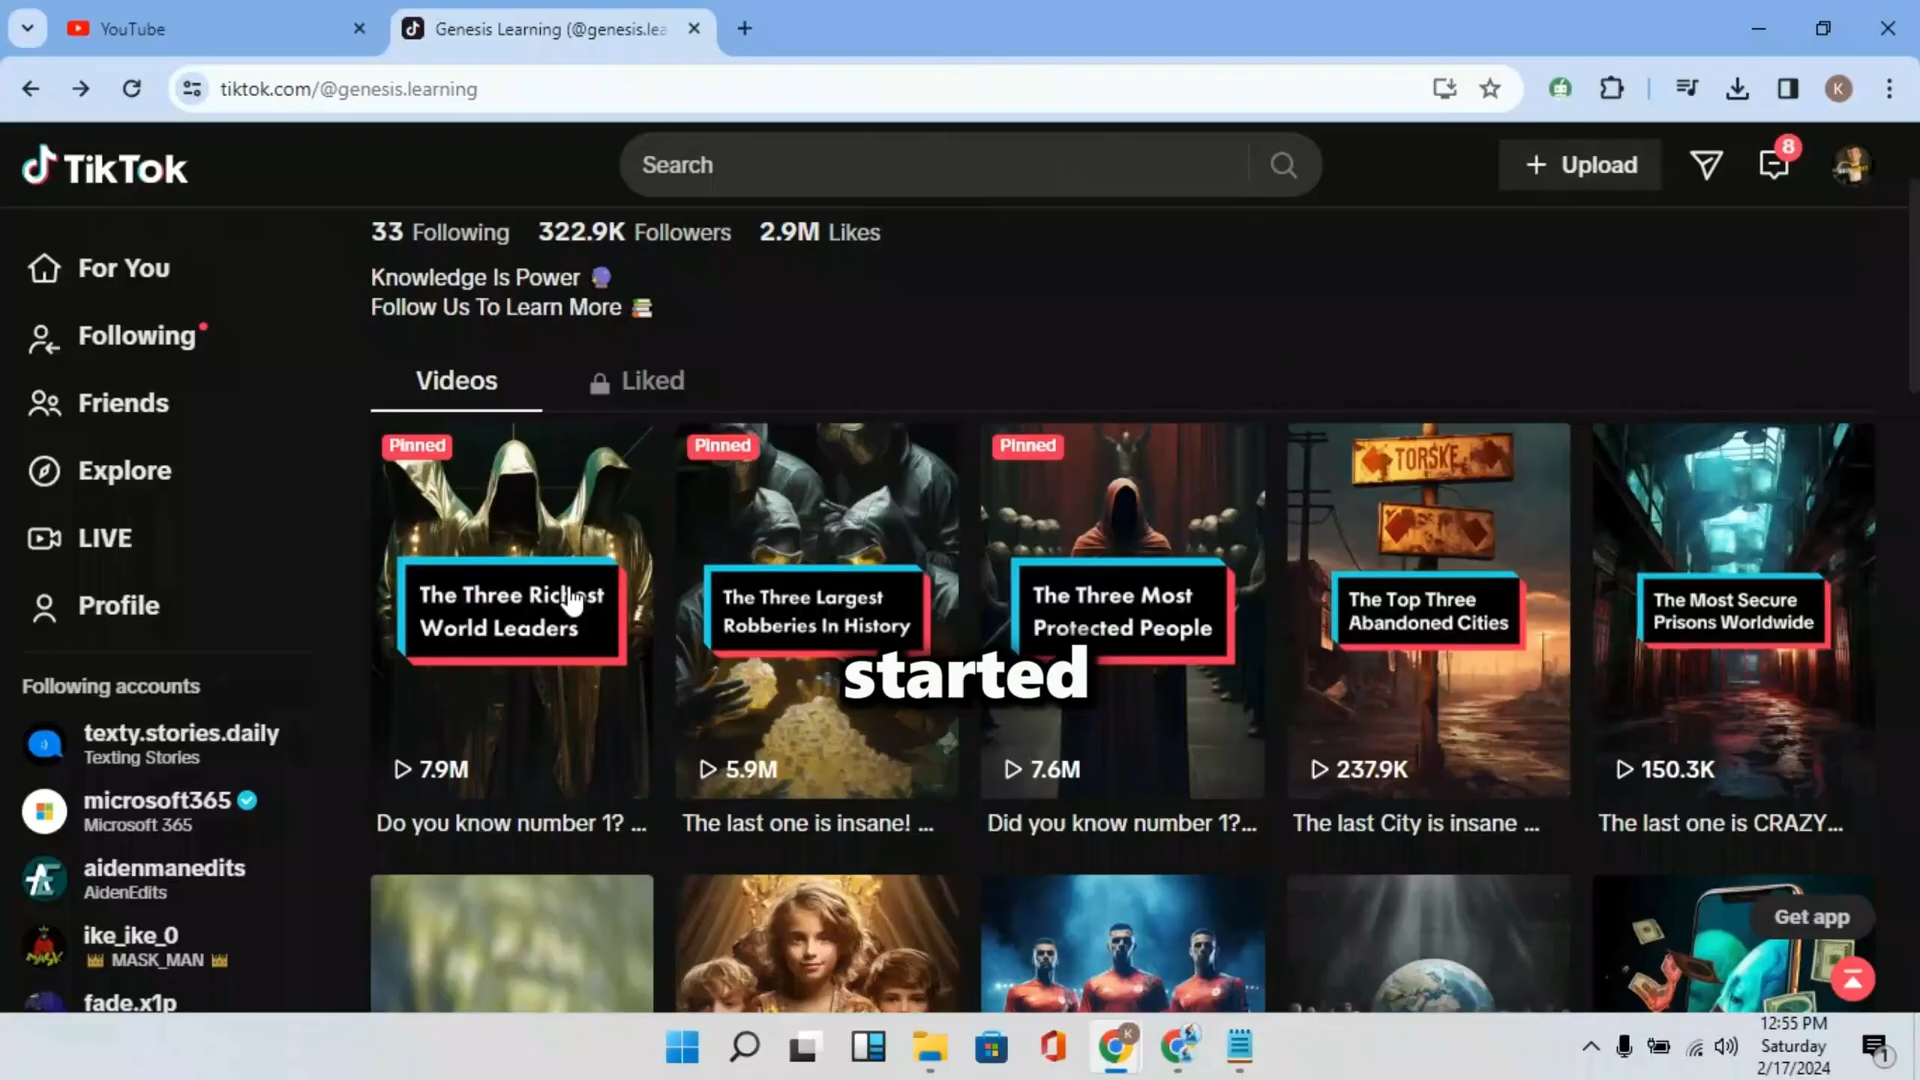 YouTube
Genesis Learning (@genesis.lea
tiktok.com/@genesis.learning
K
TikTok
Search
Upload
8
33 Following 322.9K Followers 2.9M Likes
Knowledge Is Power 🔮
Follow Us To Learn More 📚
For You
Following
Friends
Explore
LIVE
Profile
Following accounts
texty.stories.daily
Texting Stories
microsoft365
Microsoft 365
aidenmanedits
AidenEdits
ike_ike_0
👑 MASK_MAN 👑
fade.x1p
Videos
Liked
Pinned
The Three Richest
World Leaders
7.9M
Do you know number 1? ...
Pinned
The Three Largest
Robberies In History
5.9M
The last one is insane! ...
Pinned
The Three Most
Protected People
7.6M
Did you know number 1?...
TORSKE
The Top Three
Abandoned Cities
237.9K
The last City is insane ...
The Most Secure
Prisons Worldwide
150.3K
The last one is CRAZY...
started
Get app
K
12:55 PM
Saturday
2/17/2024
1